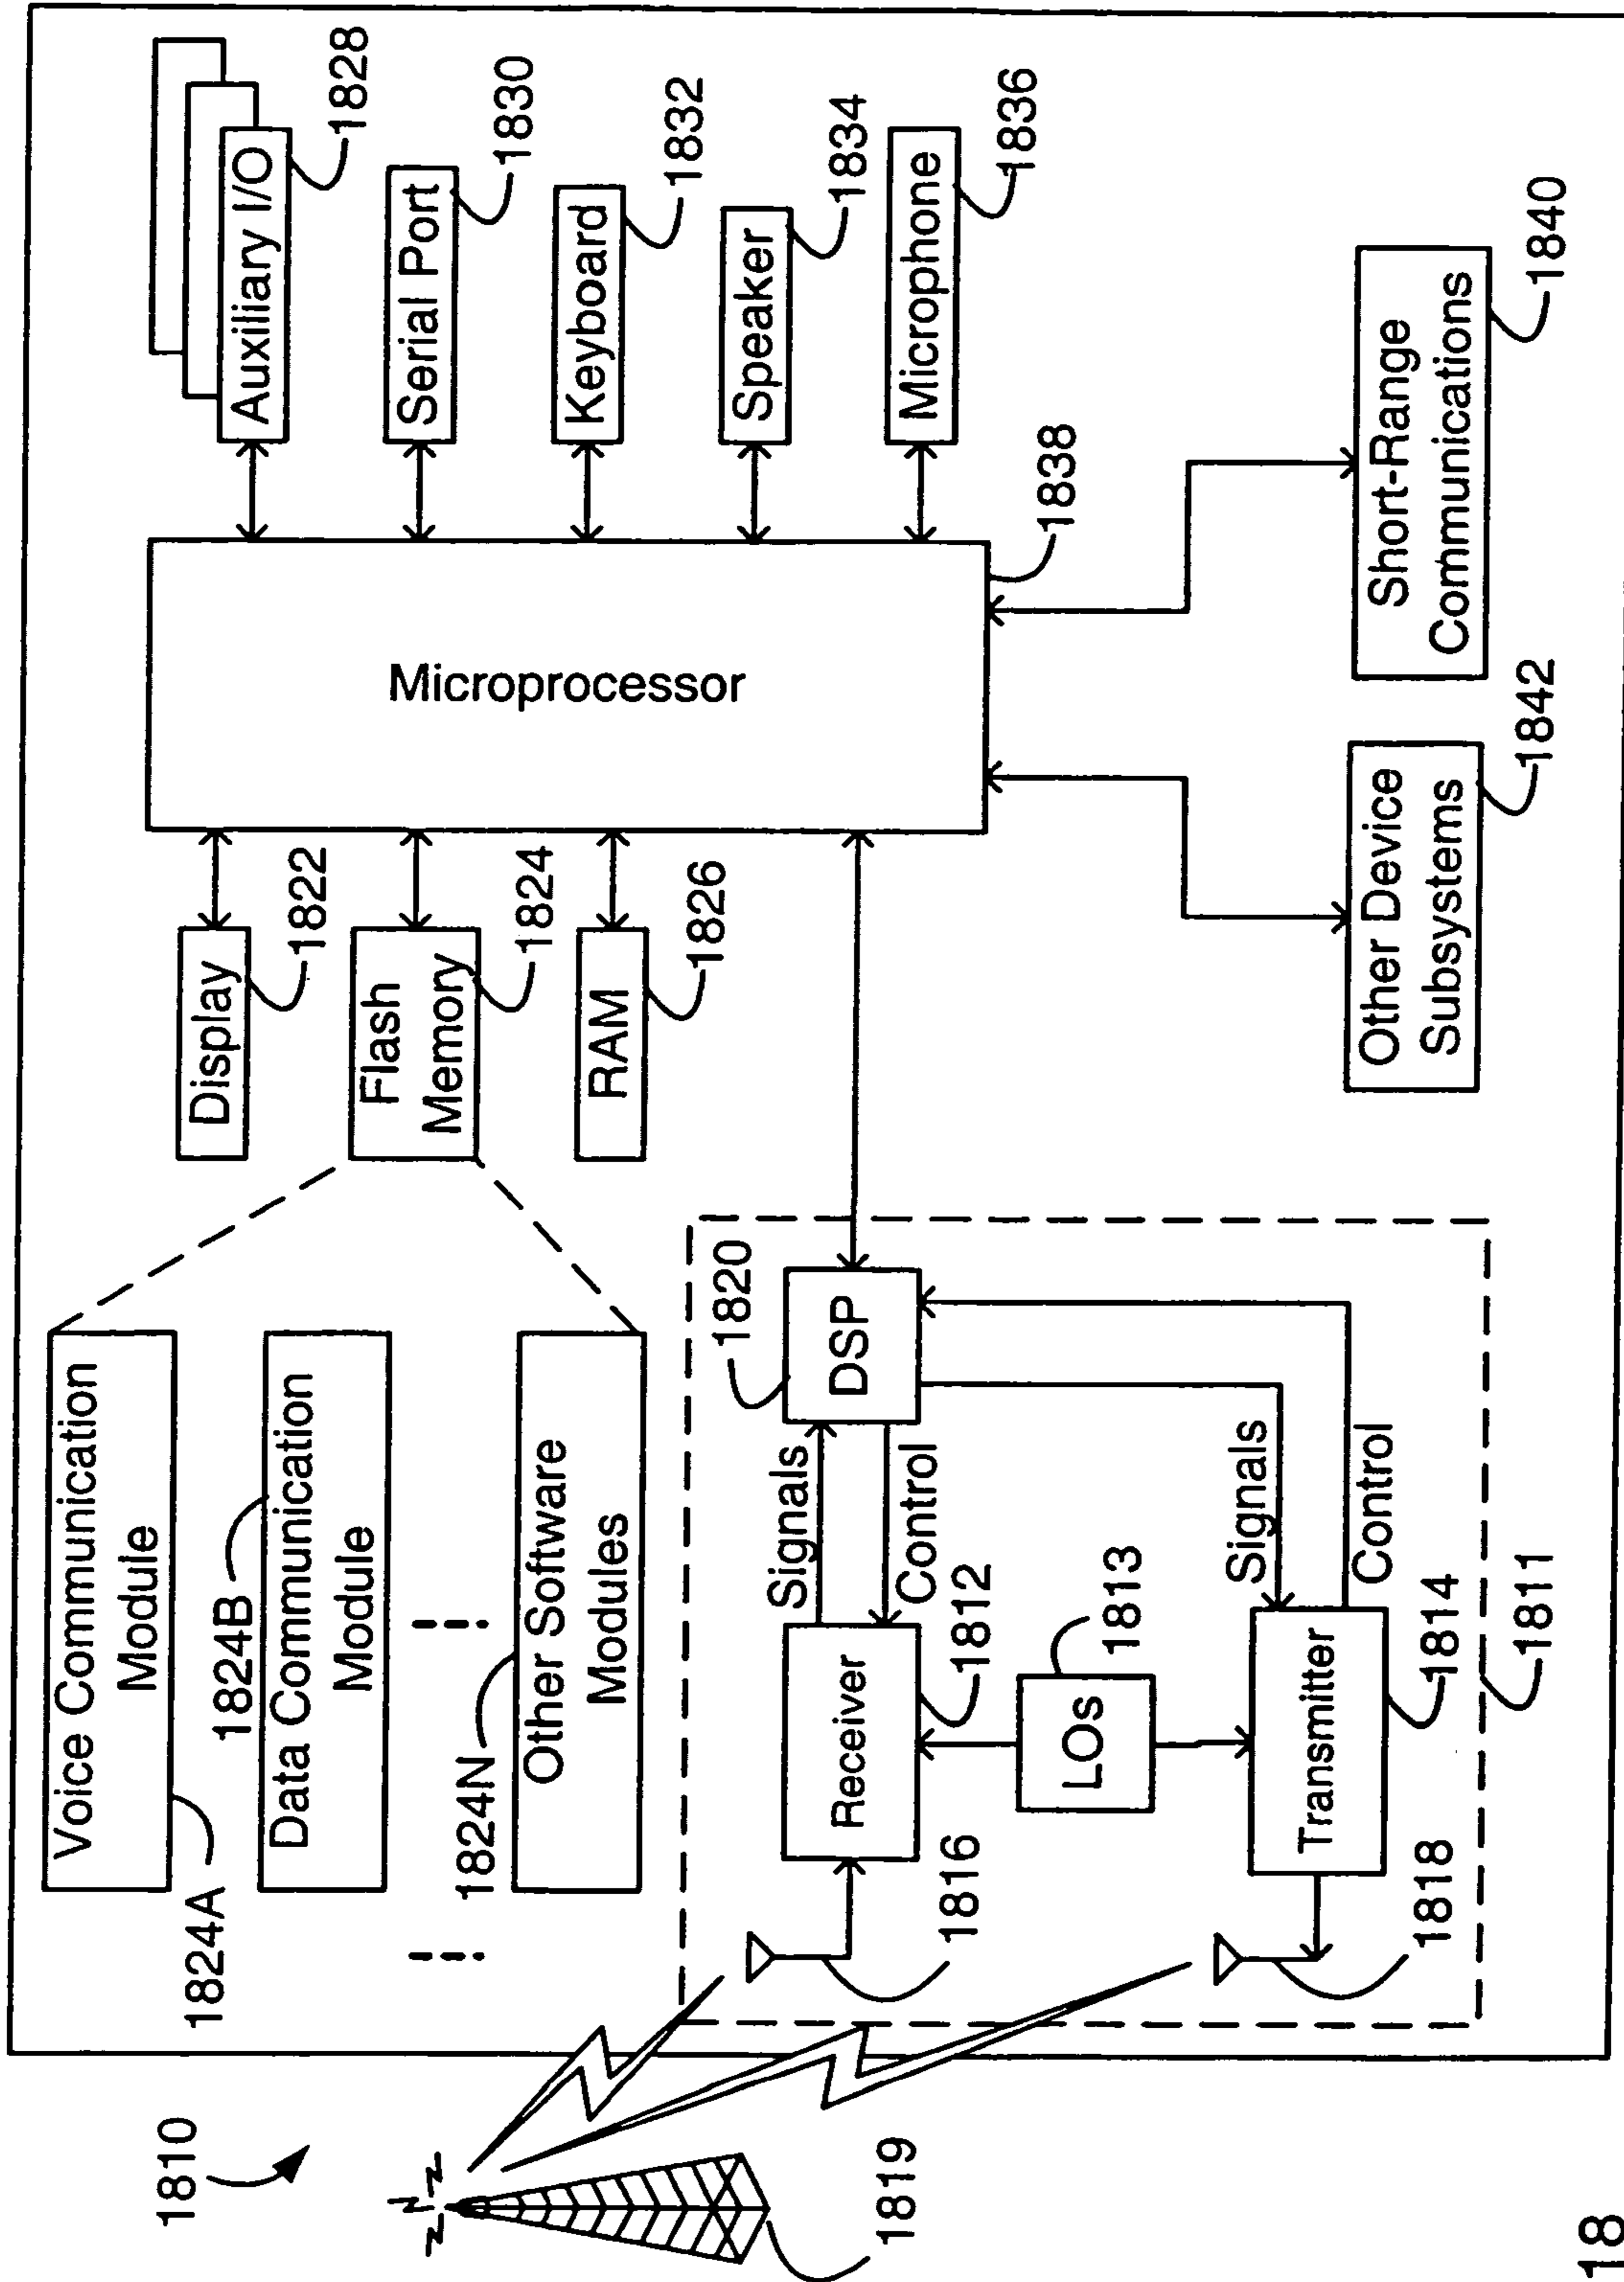 1810
1819
Voice Communication
Module
1824A
1824B
Data Communication
Module
1824N
Other Software
Modules
Display
1822
Flash
Memory
1824
RAM
1826
Microprocessor
1838
Auxiliary I/O
1828
Serial Port
1830
Keyboard
1832
Speaker
1834
Microphone
1836
Short-Range
Communications
1840
Other Device
Subsystems
1842
1820
DSP
Signals
Control
Receiver
1812
1816
LOs
1813
Signals
Control
Transmitter
1814
1818
1811
18